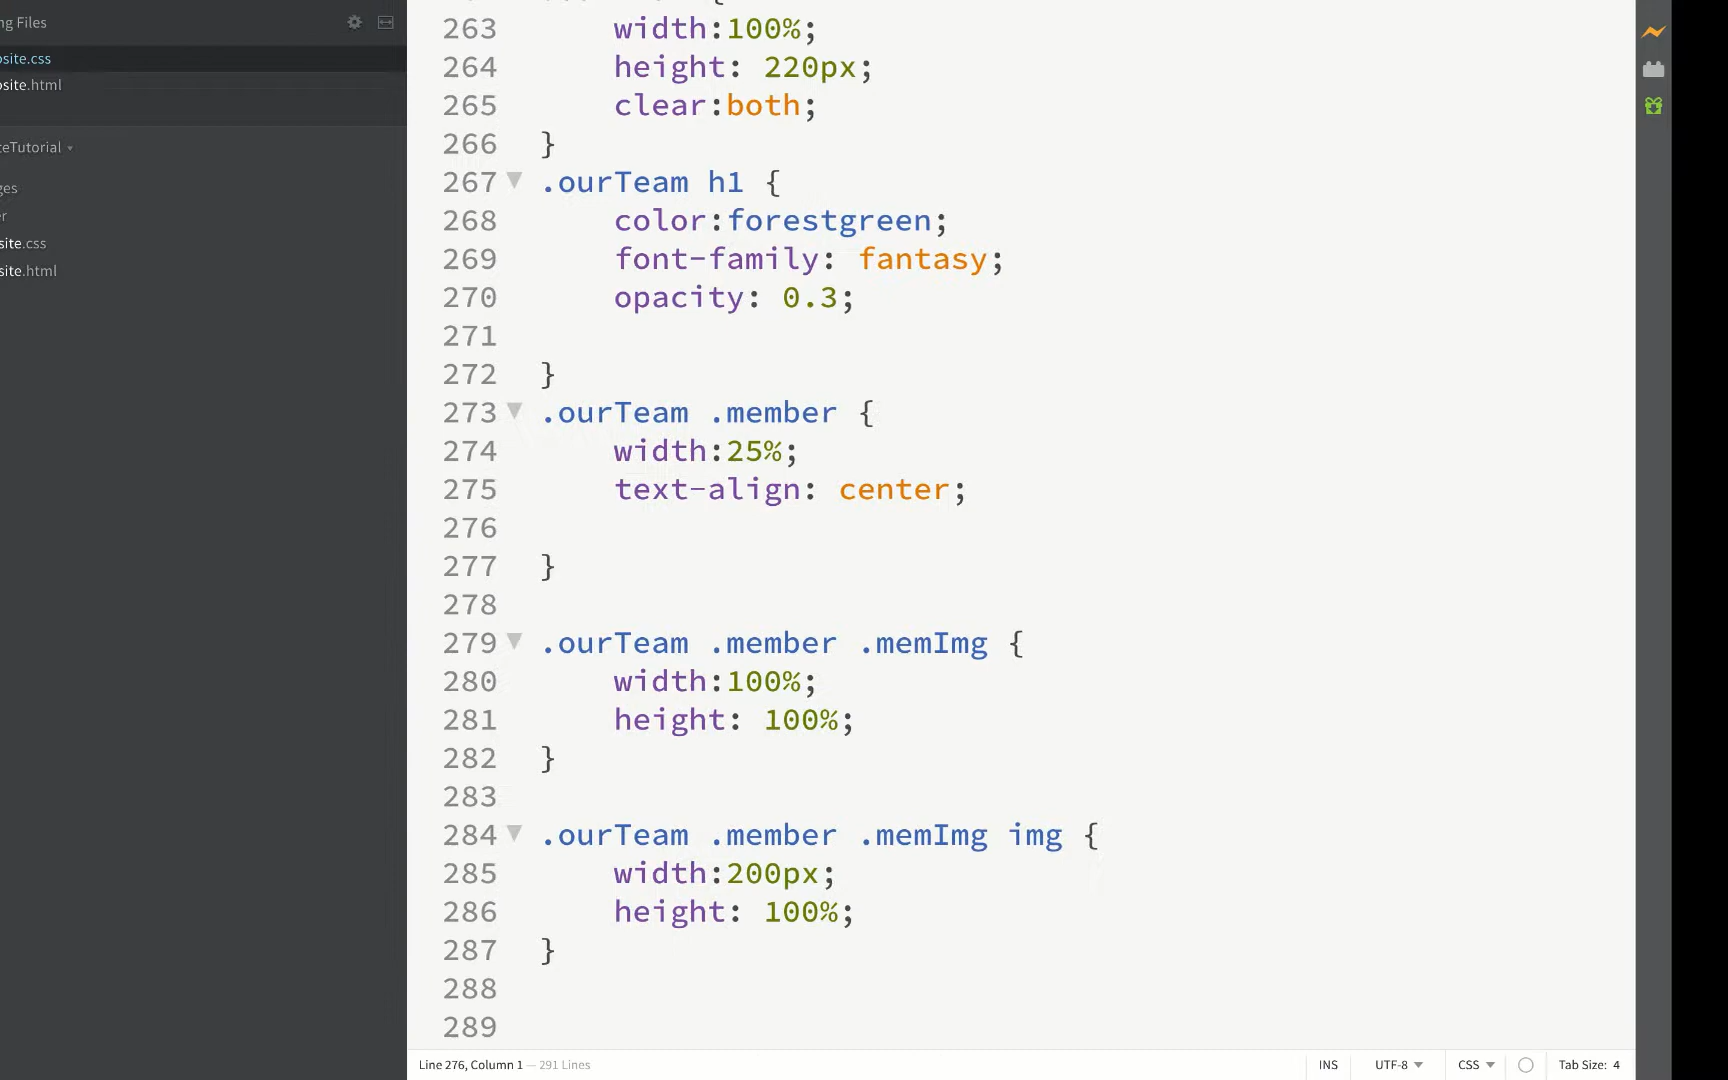 ng Files
site.css
site.html
eTutorial
ges
er
site.css
site.html
263 width:100%;
264 height: 220px;
265 clear:both;
266 }
267 .ourTeam h1 {
268 color:forestgreen;
269 font-family: fantasy;
270 opacity: 0.3;
271
272 }
273 .ourTeam .member {
274 width:25%;
275 text-align: center;
276
277 }
278
279 .ourTeam .member .memImg {
280 width:100%;
281 height: 100%;
282 }
283
284 .ourTeam .member .memImg img {
285 width:200px;
286 height: 100%;
287 }
288
289
Line 276, Column 1 — 291 Lines
INS UTF-8 CSS Tab Size: 4